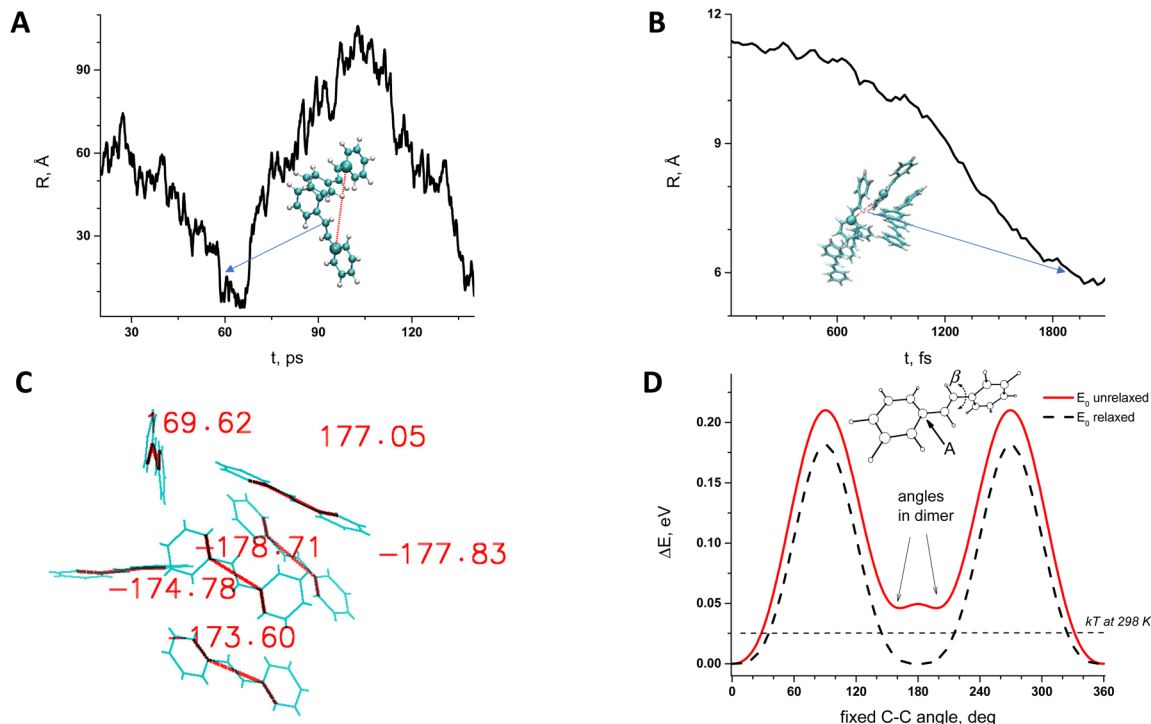 A
90
60
30
R, Å
30
60
90
120
t, ps
B
12
9
6
R, Å
600
1200
1800
t, fs
C
169.62
177.05
-178.71
-177.83
-174.78
-173.60
D
β
E₀ unrelaxed
E₀ relaxed
A
angles
in dimer
kT at 298 K
0.20
0.15
0.10
0.05
0.00
ΔE, eV
0
60
120
180
240
300
360
fixed C-C angle, deg